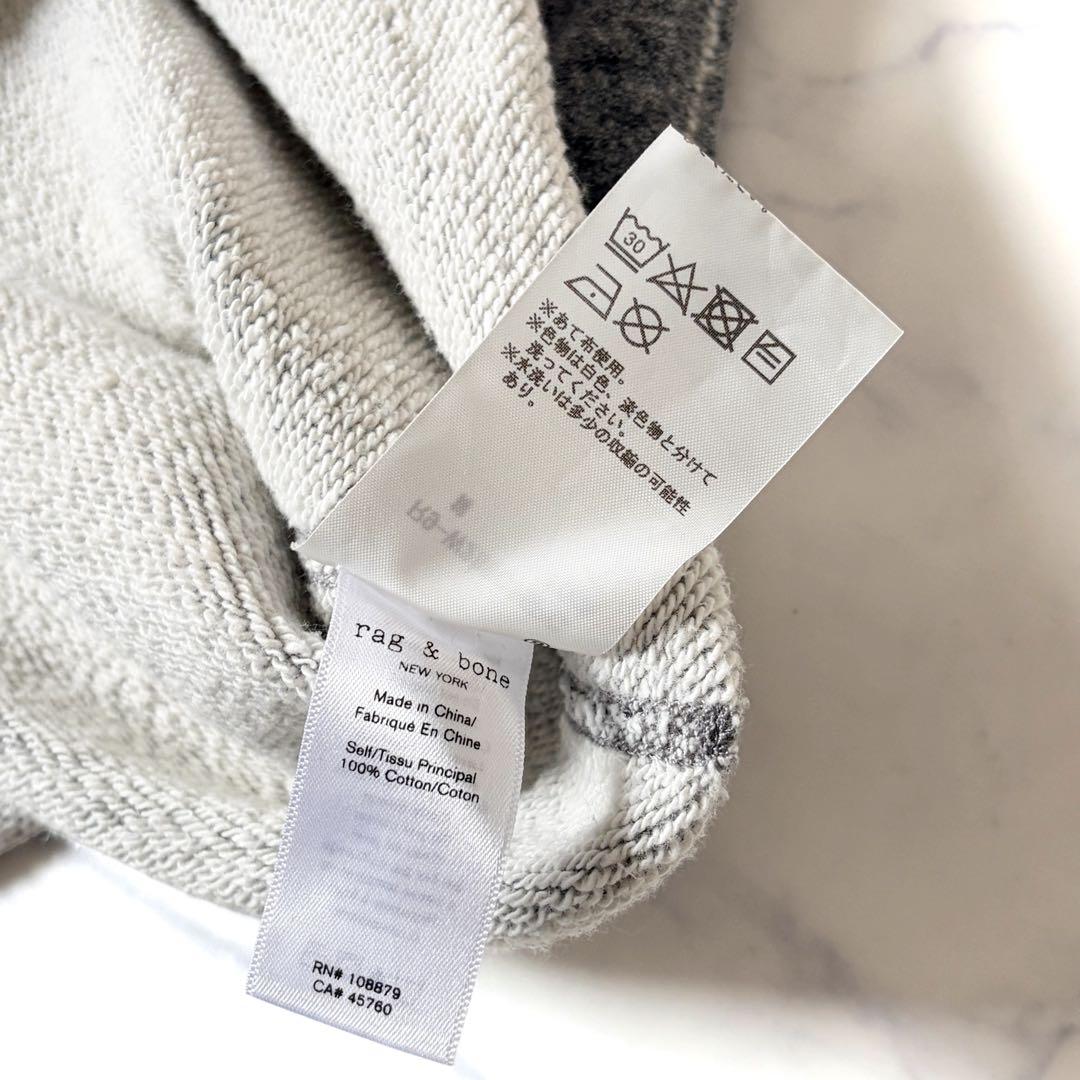 30
※あて布使用。
※色物は白色、淡色物と分けて
洗ってください。
※水洗いは多少の収縮の可能性
あり。
rag & bone
NEW YORK
Made in China/
Fabriqué En Chine
Self/Tissu Principal
100% Cotton/Coton
RN# 108879
CA# 45760